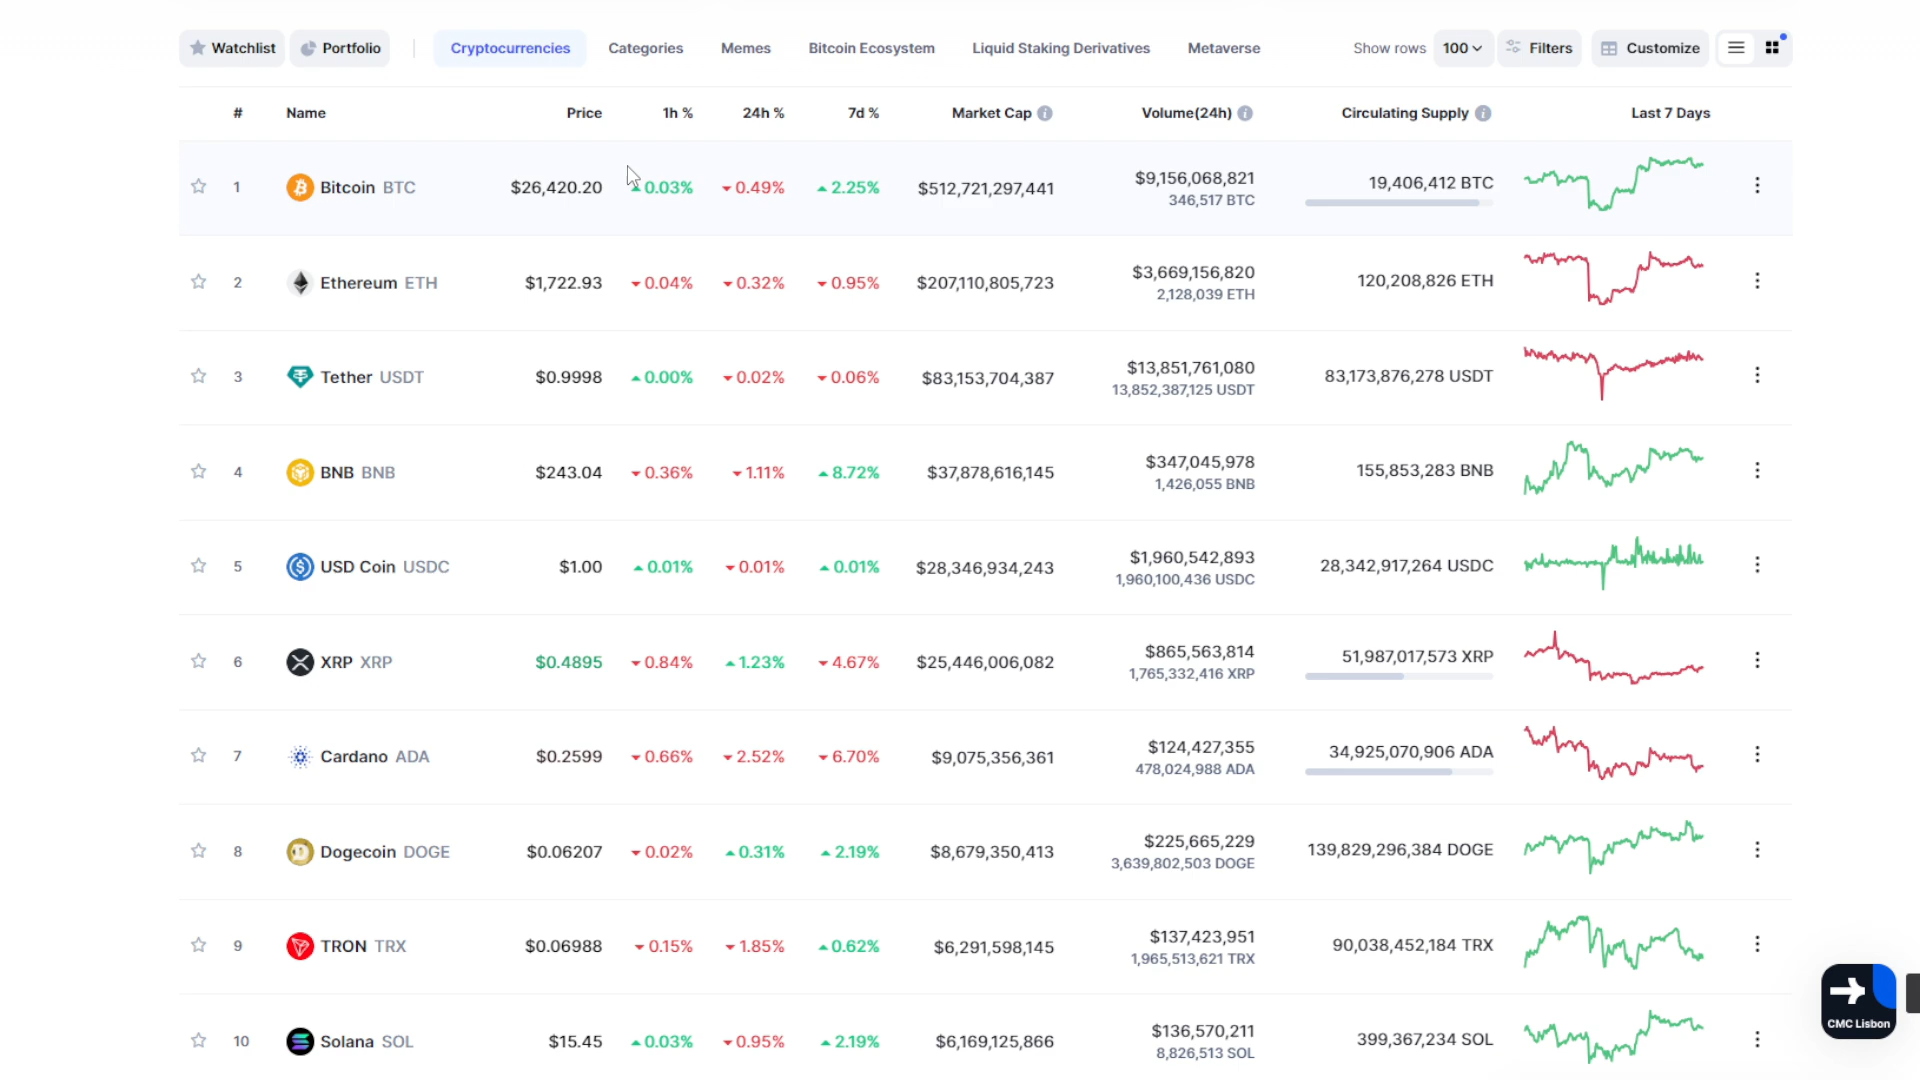 Watchlist Portfolio Cryptocurrencies Categories Memes Bitcoin Ecosystem Liquid Staking Derivatives Metaverse Show rows 100 Filters Customize
# Name Price 1h % 24h % 7d % Market Cap Volume(24h) Circulating Supply Last 7 Days
1 Bitcoin BTC $26,420.20 0.03% 0.49% 2.25% $512,721,297,441 $9,156,068,821 19,406,412 BTC
346,517 BTC
2 Ethereum ETH $1,722.93 0.04% 0.32% 0.95% $207,110,805,723 $3,669,156,820 120,208,826 ETH
2,128,039 ETH
3 Tether USDT $0.9998 0.00% 0.02% 0.06% $83,153,704,387 $13,851,761,080 83,173,876,278 USDT
13,852,387,125 USDT
4 BNB BNB $243.04 0.36% 1.11% 8.72% $37,878,616,145 $347,045,978 155,853,283 BNB
1,426,055 BNB
5 USD Coin USDC $1.00 0.01% 0.01% 0.01% $28,346,934,243 $1,960,542,893 28,342,917,264 USDC
1,960,100,436 USDC
6 XRP XRP $0.4895 0.84% 1.23% 4.67% $25,446,006,082 $865,563,814 51,987,017,573 XRP
1,765,332,416 XRP
7 Cardano ADA $0.2599 0.66% 2.52% 6.70% $9,075,356,361 $124,427,355 34,925,070,906 ADA
478,024,988 ADA
8 Dogecoin DOGE $0.06207 0.02% 0.31% 2.19% $8,679,350,413 $225,665,229 139,829,296,384 DOGE
3,639,802,503 DOGE
9 TRON TRX $0.06988 0.15% 1.85% 0.62% $6,291,598,145 $137,423,951 90,038,452,184 TRX
1,965,513,621 TRX
10 Solana SOL $15.45 0.03% 0.95% 2.19% $6,169,125,866 $136,570,211 399,367,234 SOL
8,826,513 SOL
CMC Lisbon